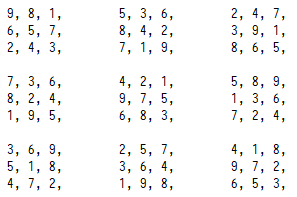 9, 8, 1, 5, 3, 6, 2, 4, 7,
6, 5, 7, 8, 4, 2, 3, 9, 1,
2, 4, 3, 7, 1, 9, 8, 6, 5,
7, 3, 6, 4, 2, 1, 5, 8, 9,
8, 2, 4, 9, 7, 5, 1, 3, 6,
1, 9, 5, 6, 8, 3, 7, 2, 4,
3, 6, 9, 2, 5, 7, 4, 1, 8,
5, 1, 8, 3, 6, 4, 9, 7, 2,
4, 7, 2, 1, 9, 8, 6, 5, 3,